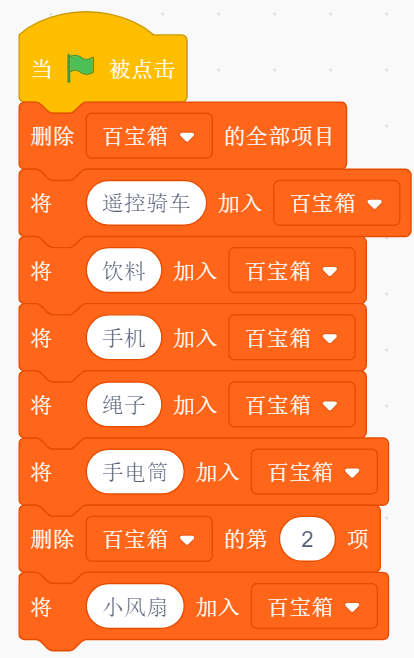 当 被点击
删除 百宝箱 的全部项目
将 遥控骑车 加入 百宝箱
将 饮料 加入 百宝箱
将 手机 加入 百宝箱
将 绳子 加入 百宝箱
将 手电筒 加入 百宝箱
删除 百宝箱 的第 2 项
将 小风扇 加入 百宝箱